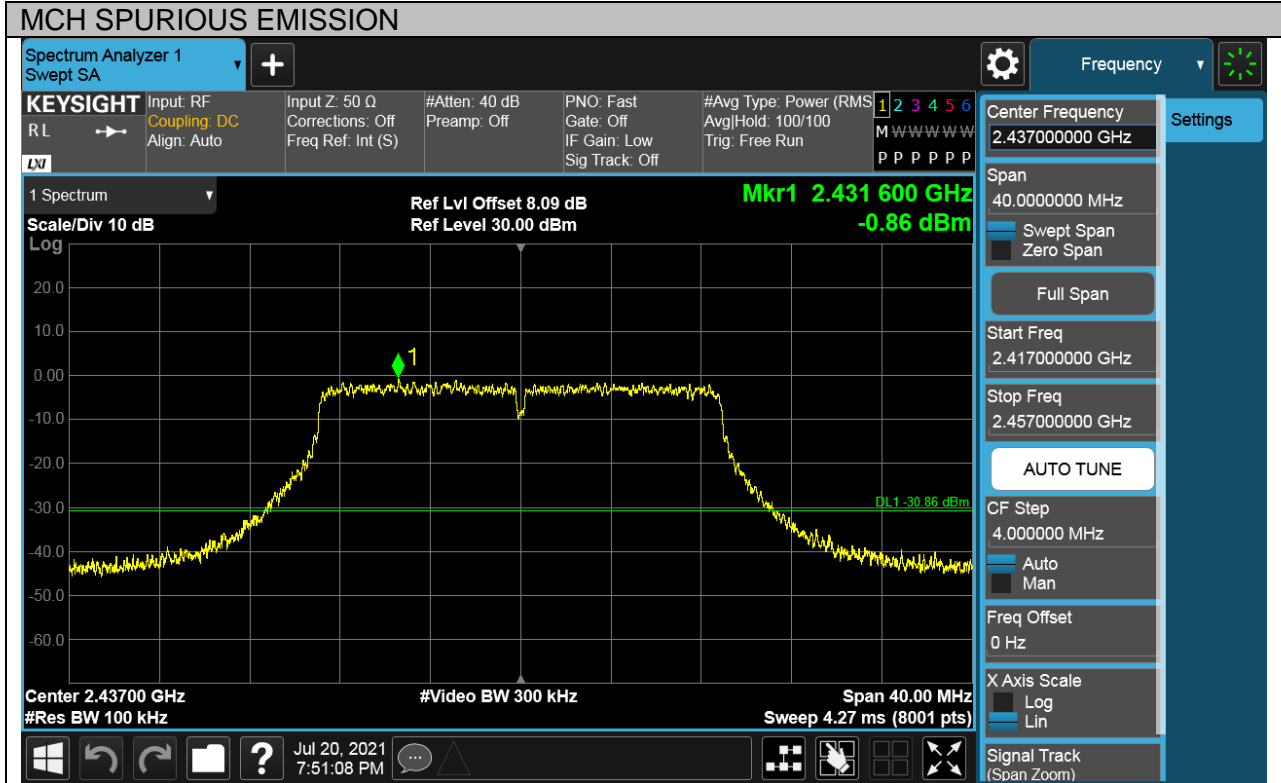 MCH SPURIOUS EMISSION
Spectrum Analyzer 1
Swept SA
Frequency
KEYSIGHT
RL
LXI
Input: RF
Coupling: DC
Align: Auto
Input Z: 50 Ω
Corrections: Off
Freq Ref: Int (S)
#Atten: 40 dB
Preamp: Off
PNO: Fast
Gate: Off
IF Gain: Low
Sig Track: Off
#Avg Type: Power (RMS
Avg|Hold: 100/100
Trig: Free Run
1 2 3 4 5 6
M W W W W W
P P P P P P
1 Spectrum
Scale/Div 10 dB
Ref Lvl Offset 8.09 dB
Ref Level 30.00 dBm
Mkr1 2.431 600 GHz
-0.86 dBm
Log
20.0
10.0
0.00
-10.0
-20.0
-30.0
-40.0
-50.0
-60.0
1
DL1 -30.86 dBm
Center 2.43700 GHz
#Res BW 100 kHz
#Video BW 300 kHz
Span 40.00 MHz
Sweep 4.27 ms (8001 pts)
Jul 20, 2021
7:51:08 PM
Center Frequency
2.437000000 GHz
Settings
Span
40.0000000 MHz
Swept Span
Zero Span
Full Span
Start Freq
2.417000000 GHz
Stop Freq
2.457000000 GHz
AUTO TUNE
CF Step
4.000000 MHz
Auto
Man
Freq Offset
0 Hz
X Axis Scale
Log
Lin
Signal Track
(Span Zoom)